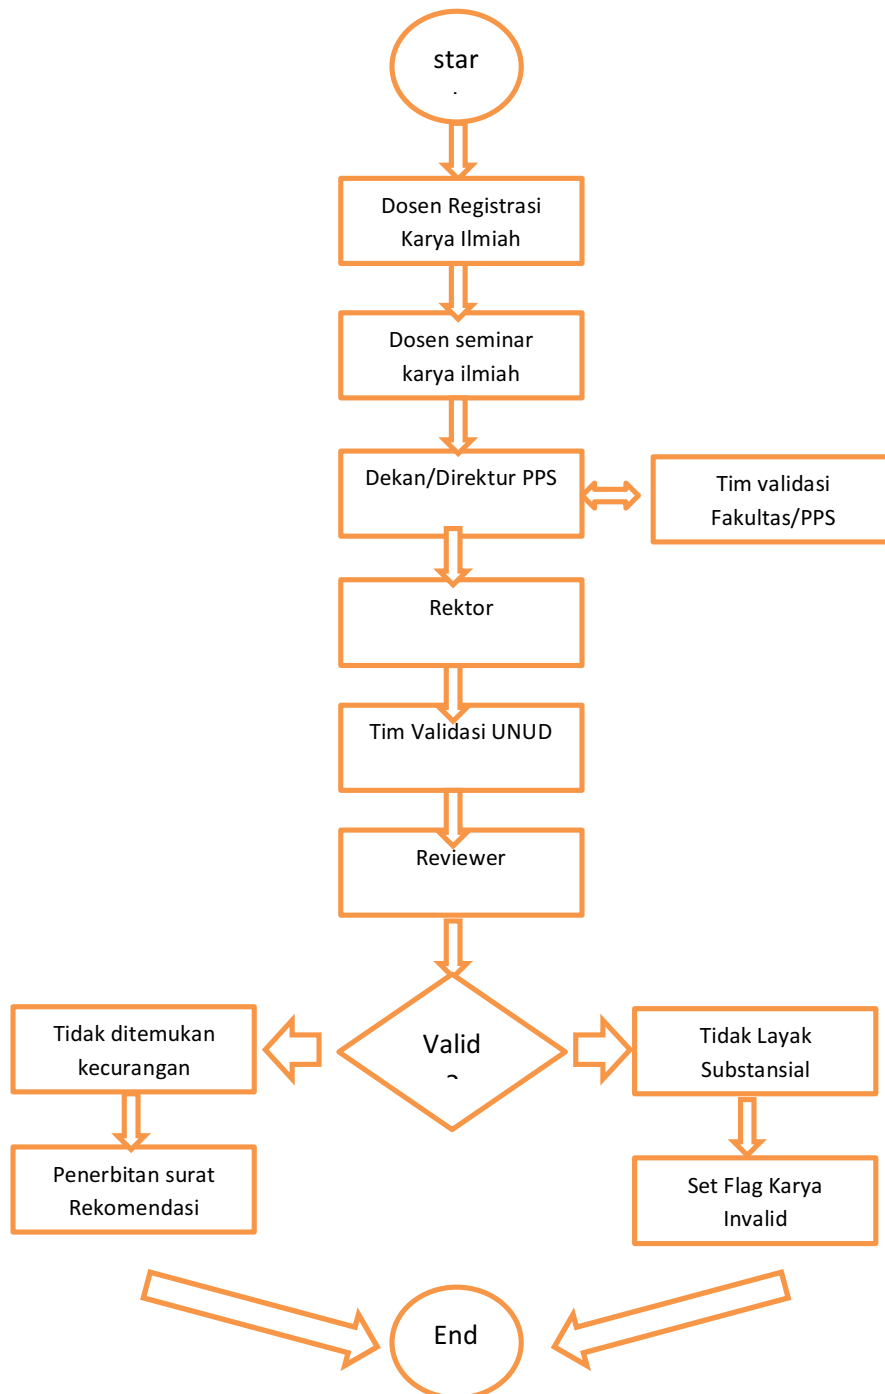 star
Dosen Registrasi
Karya Ilmiah
Dosen seminar
karya ilmiah
Dekan/Direktur PPS
Tim validasi
Fakultas/PPS
Rektor
Tim Validasi UNUD
Reviewer
Valid
Tidak ditemukan
kecurangan
Tidak Layak
Substansial
Penerbitan surat
Rekomendasi
Set Flag Karya
Invalid
End